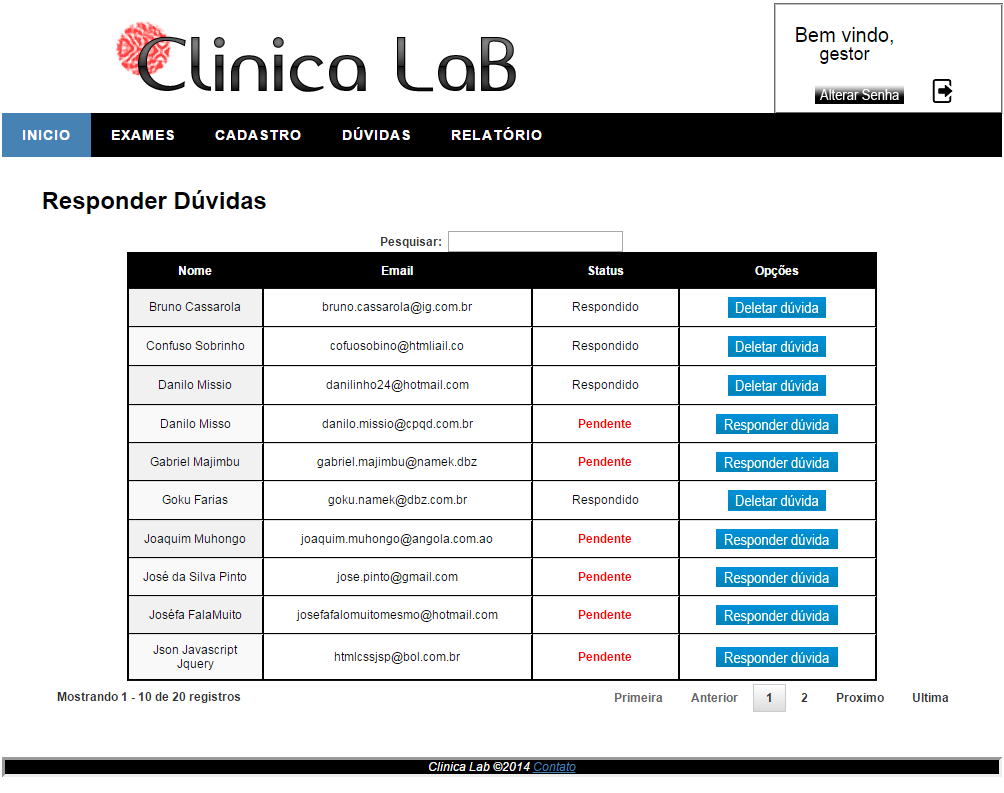 Clinica LaB
Bem vindo,
gestor
Alterar Senha
INICIO EXAMES CADASTRO DÚVIDAS RELATÓRIO
Responder Dúvidas
Pesquisar:
Nome Email Status Opções
Bruno Cassarola bruno.cassarola@ig.com.br Respondido Deletar dúvida
Confuso Sobrinho cofuosobino@htmliail.co Respondido Deletar dúvida
Danilo Missio danilinho24@hotmail.com Respondido Deletar dúvida
Danilo Misso danilo.missio@cpqd.com.br Pendente Responder dúvida
Gabriel Majimbu gabriel.majimbu@namek.dbz Pendente Responder dúvida
Goku Farias goku.namek@dbz.com.br Respondido Deletar dúvida
Joaquim Muhongo joaquim.muhongo@angola.com.ao Pendente Responder dúvida
José da Silva Pinto jose.pinto@gmail.com Pendente Responder dúvida
Joséfa FalaMuito josefafalomuitomesmo@hotmail.com Pendente Responder dúvida
Json Javascript
Jquery htmlcssjsp@bol.com.br Pendente Responder dúvida
Mostrando 1 - 10 de 20 registros Primeira Anterior 1 2 Proximo Ultima
Clinica Lab ©2014 Contato